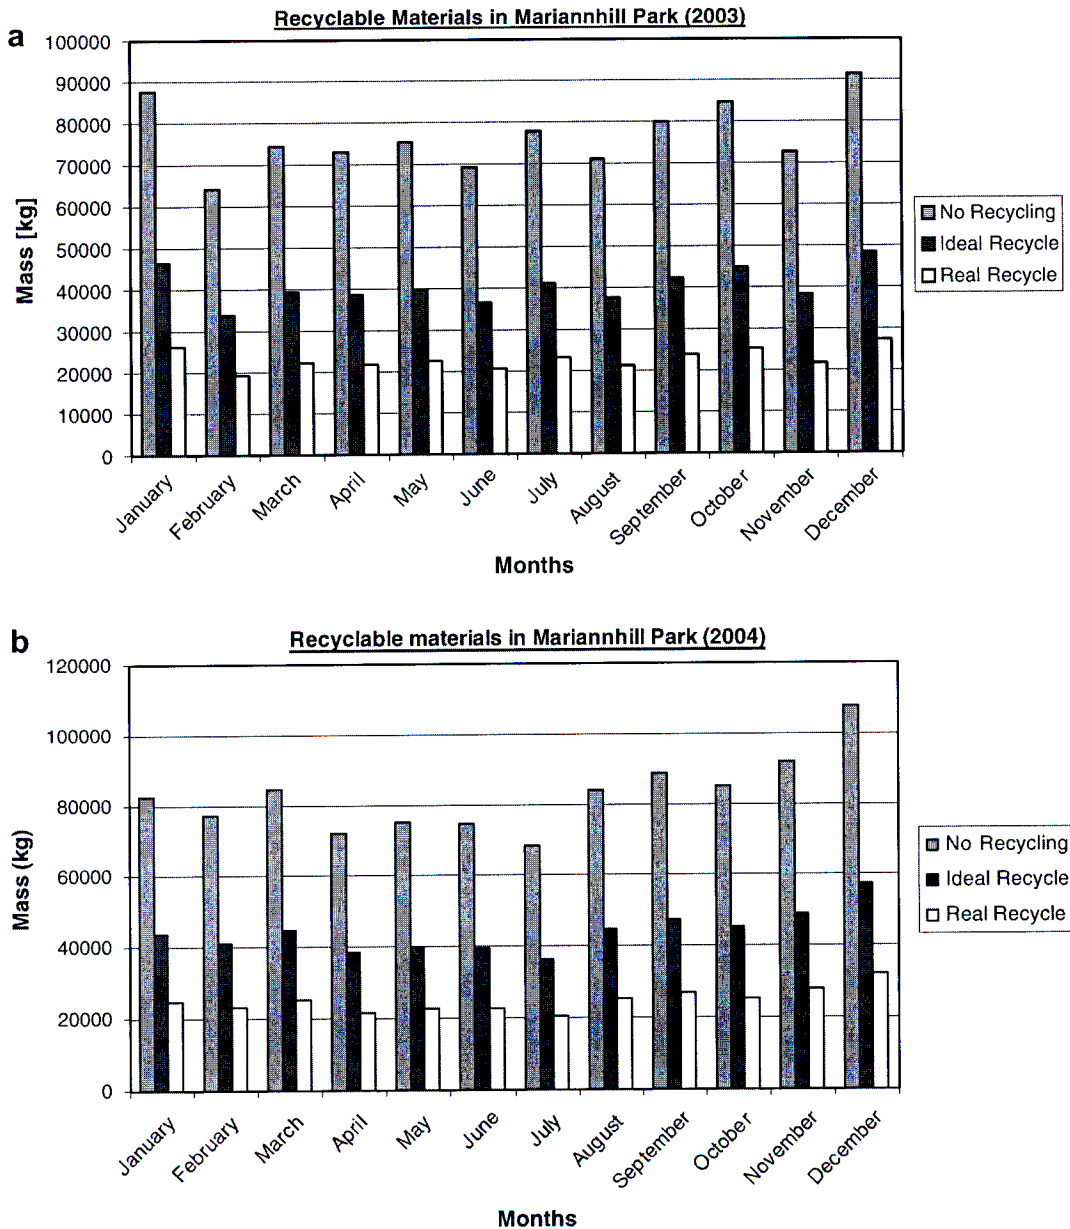 a
Recyclable Materials in Mariannhill Park (2003)
100000
90000
80000
70000
60000
50000
40000
30000
20000
10000
0
Mass [kg]
January
February
March
April
May
June
July
August
September
October
November
December
Months
No Recycling
Ideal Recycle
Real Recycle
b
Recyclable materials in Mariannhill Park (2004)
120000
100000
80000
60000
40000
20000
0
Mass (kg)
January
February
March
April
May
June
July
August
September
October
November
December
Months
No Recycling
Ideal Recycle
Real Recycle